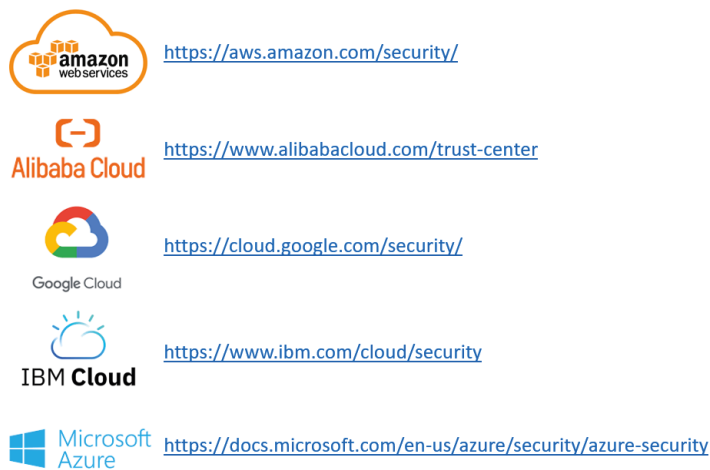 amazon
web services
https://aws.amazon.com/security/
Alibaba Cloud
https://www.alibabacloud.com/trust-center
Google Cloud
https://cloud.google.com/security/
IBM Cloud
https://www.ibm.com/cloud/security
Microsoft
Azure
https://docs.microsoft.com/en-us/azure/security/azure-security